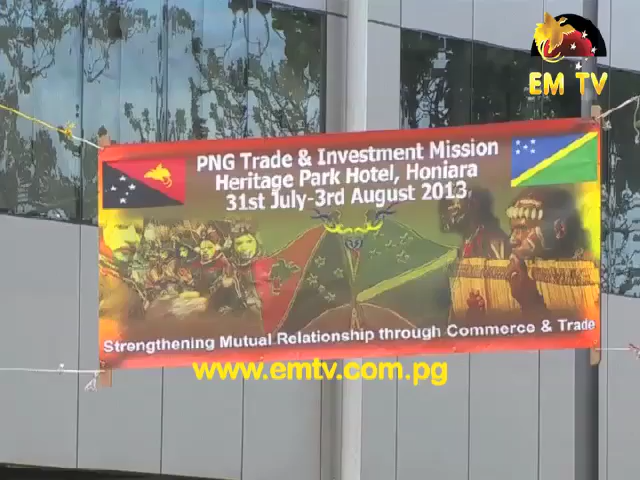 EM TV
PNG Trade & Investment Mission
Heritage Park Hotel, Honiara
31st July-3rd August 2013
Strengthening Mutual Relationship through Commerce & Trade
www.emtv.com.pg